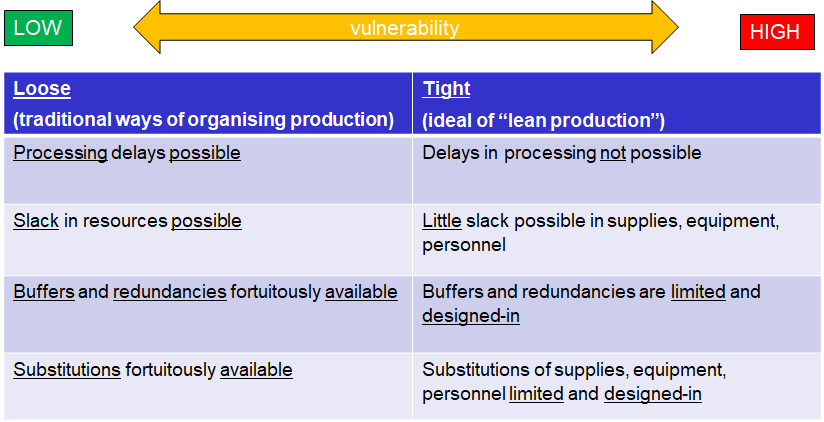 LOW
vulnerability
HIGH
Loose
(traditional ways of organising production)
Tight
(ideal of “lean production”)
Processing delays possible
Delays in processing not possible
Slack in resources possible
Little slack possible in supplies, equipment,
personnel
Buffers and redundancies fortuitously available
Buffers and redundancies are limited and
designed-in
Substitutions fortuitously available
Substitutions of supplies, equipment,
personnel limited and designed-in